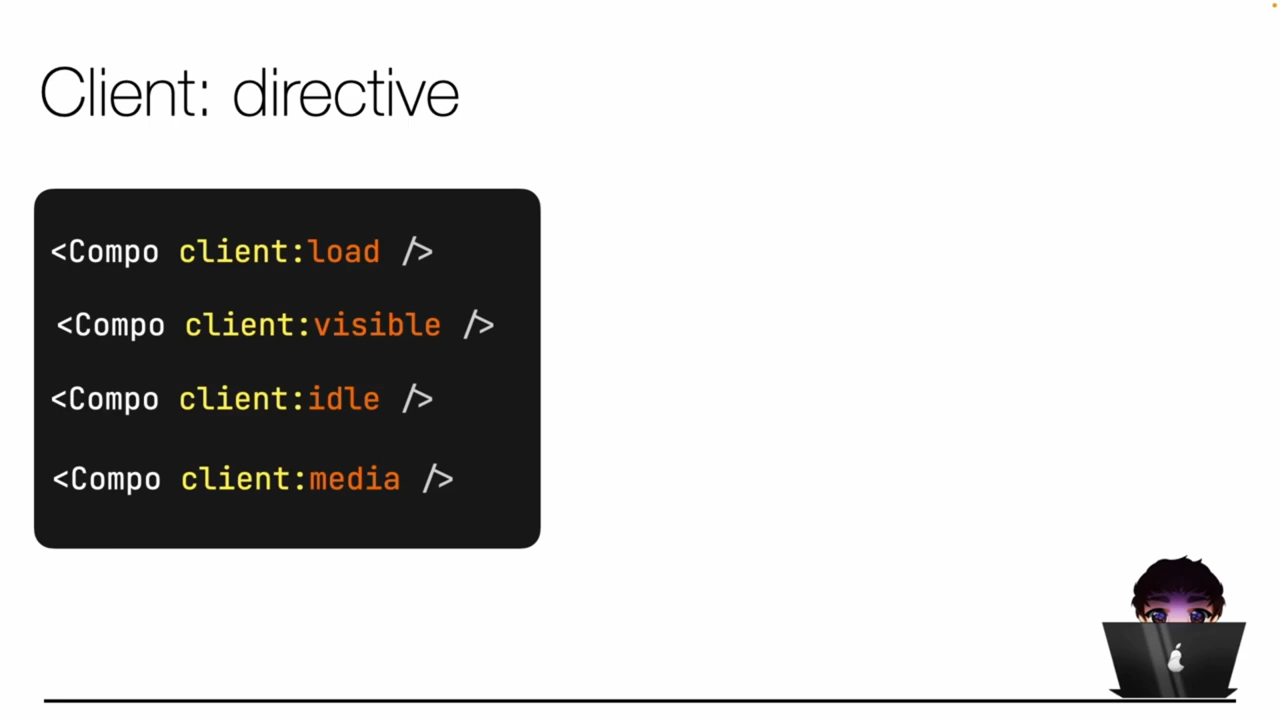 Client: directive
<Compo client:load />
<Compo client:visible />
<Compo client:idle />
<Compo client:media />